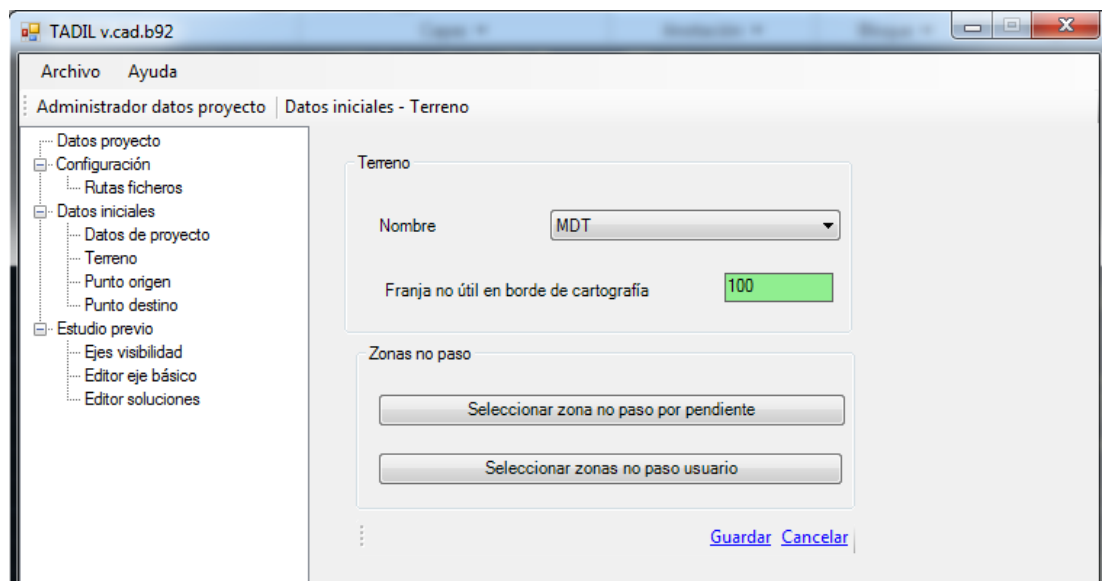 TADIL v.cad.b92
Archivo Ayuda
Administrador datos proyecto Datos iniciales - Terreno
Datos proyecto
Configuración
Rutas ficheros
Datos iniciales
Datos de proyecto
Terreno
Punto origen
Punto destino
Estudio previo
Ejes visibilidad
Editor eje básico
Editor soluciones
Terreno
Nombre MDT
Franja no útil en borde de cartografía 100
Zonas no paso
Seleccionar zona no paso por pendiente
Seleccionar zonas no paso usuario
Guardar Cancelar